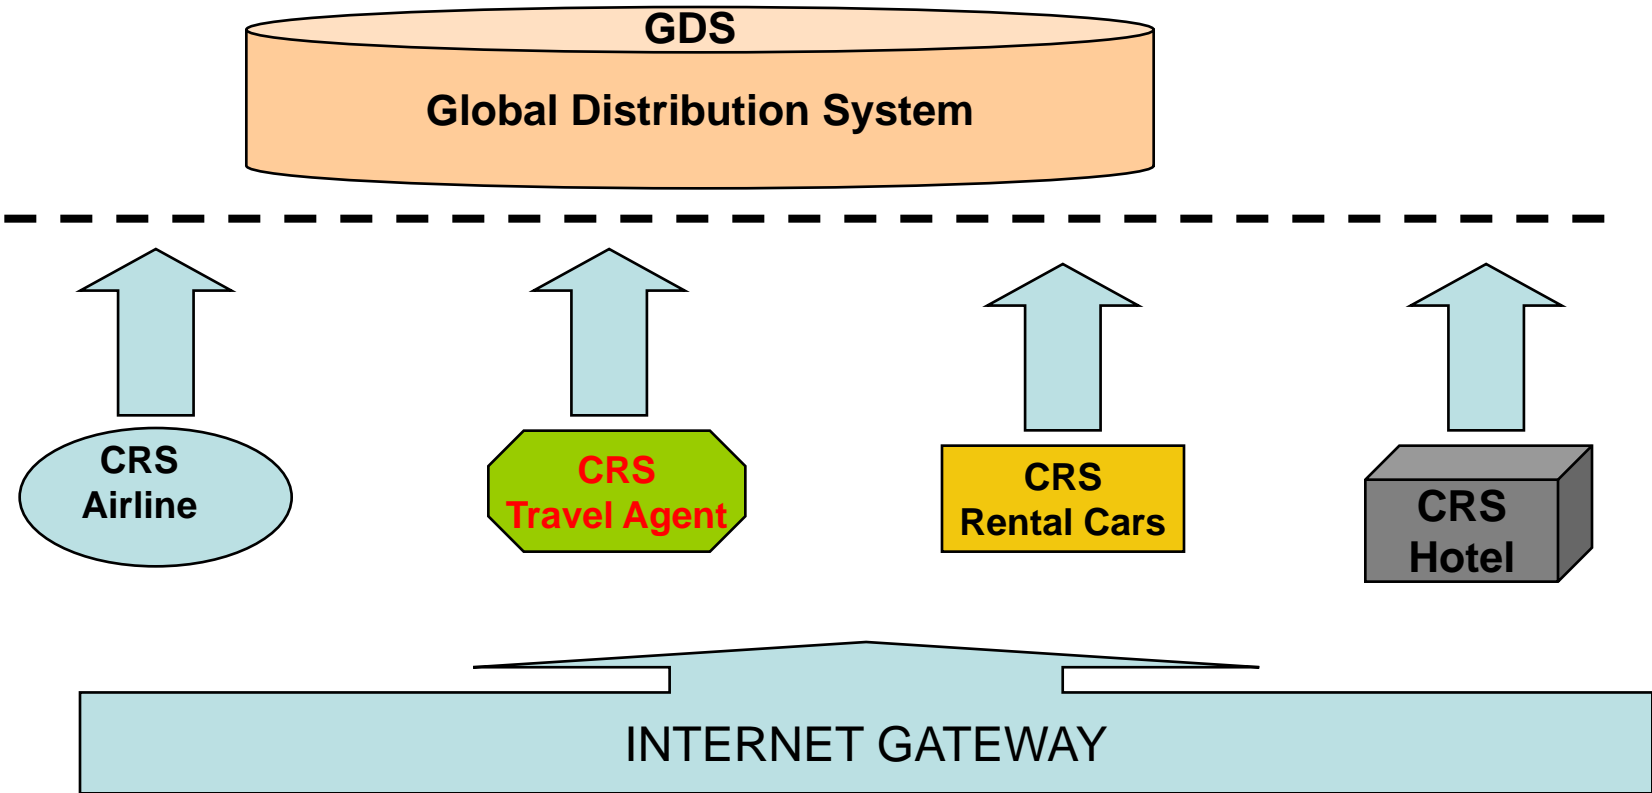 GDS
Global Distribution System
CRS
Airline
CRS
Travel Agent
CRS
Rental Cars
CRS
Hotel
INTERNET GATEWAY